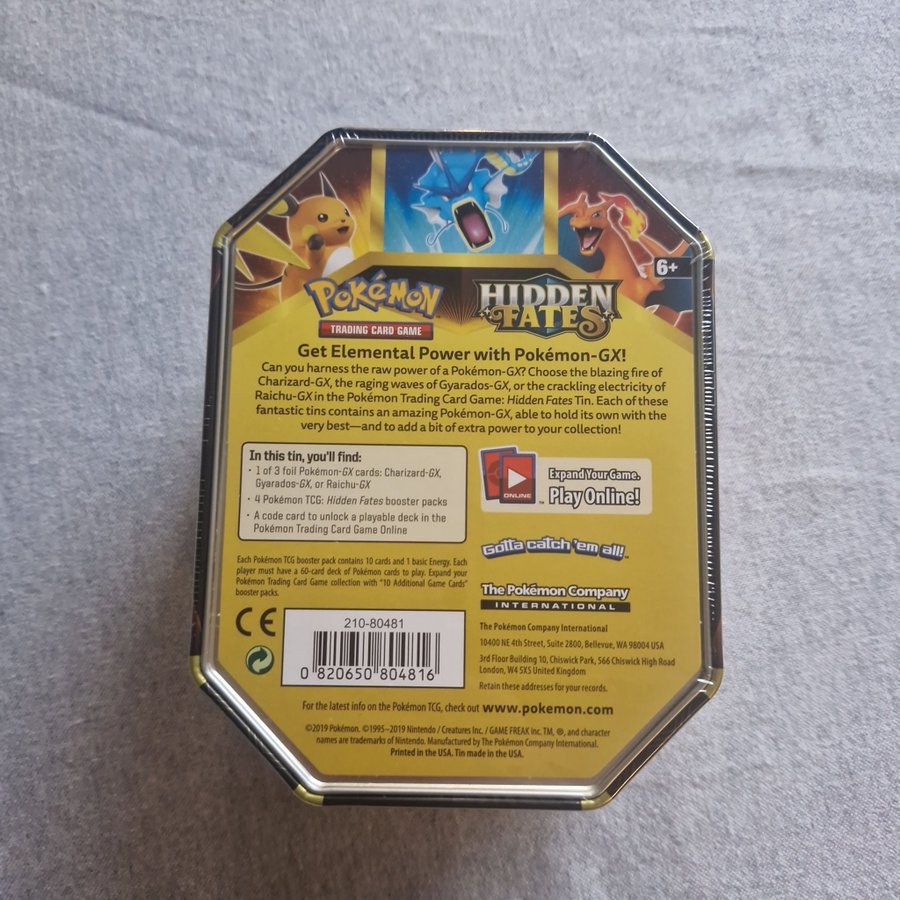 6+
POKéMON
TRADING CARD GAME
HIDDEN
FATES
Get Elemental Power with Pokémon-GX!
Can you harness the raw power of a Pokémon-GX? Choose the blazing fire of
Charizard-GX, the raging waves of Gyarados-GX, or the crackling electricity of
Raichu-GX in the Pokémon Trading Card Game: Hidden Fates Tin. Each of these
fantastic tins contains an amazing Pokémon-GX, able to hold its own with the
very best—and to add a bit of extra power to your collection!
In this tin, you'll find:
• 1 of 3 foil Pokémon-GX cards: Charizard-GX,
Gyarados-GX, or Raichu-GX
• 4 Pokémon TCG: Hidden Fates booster packs
• A code card to unlock a playable deck in the
Pokémon Trading Card Game Online
ONLINE
™
Expand Your Game.
Play Online!
Gotta catch 'em all!™
Each Pokémon TCG booster pack contains 10 cards and 1 basic Energy. Each
player must have a 60-card deck of Pokémon cards to play. Expand your
Pokémon Trading Card Game collection with "10 Additional Game Cards"
booster packs.
The Pokémon Company
INTERNATIONAL
CE
210-80481
0 820650 804816
The Pokémon Company International
10400 NE 4th Street, Suite 2800, Bellevue, WA 98004 USA
3rd Floor Building 10, Chiswick Park, 566 Chiswick High Road
London, W4 5XS United Kingdom
Retain these addresses for your records.
For the latest info on the Pokémon TCG, check out www.pokemon.com
©2019 Pokémon. ©1995–2019 Nintendo / Creatures Inc. / GAME FREAK inc. TM, ®, and character
names are trademarks of Nintendo. Manufactured by The Pokémon Company International.
Printed in the USA. Tin made in the USA.